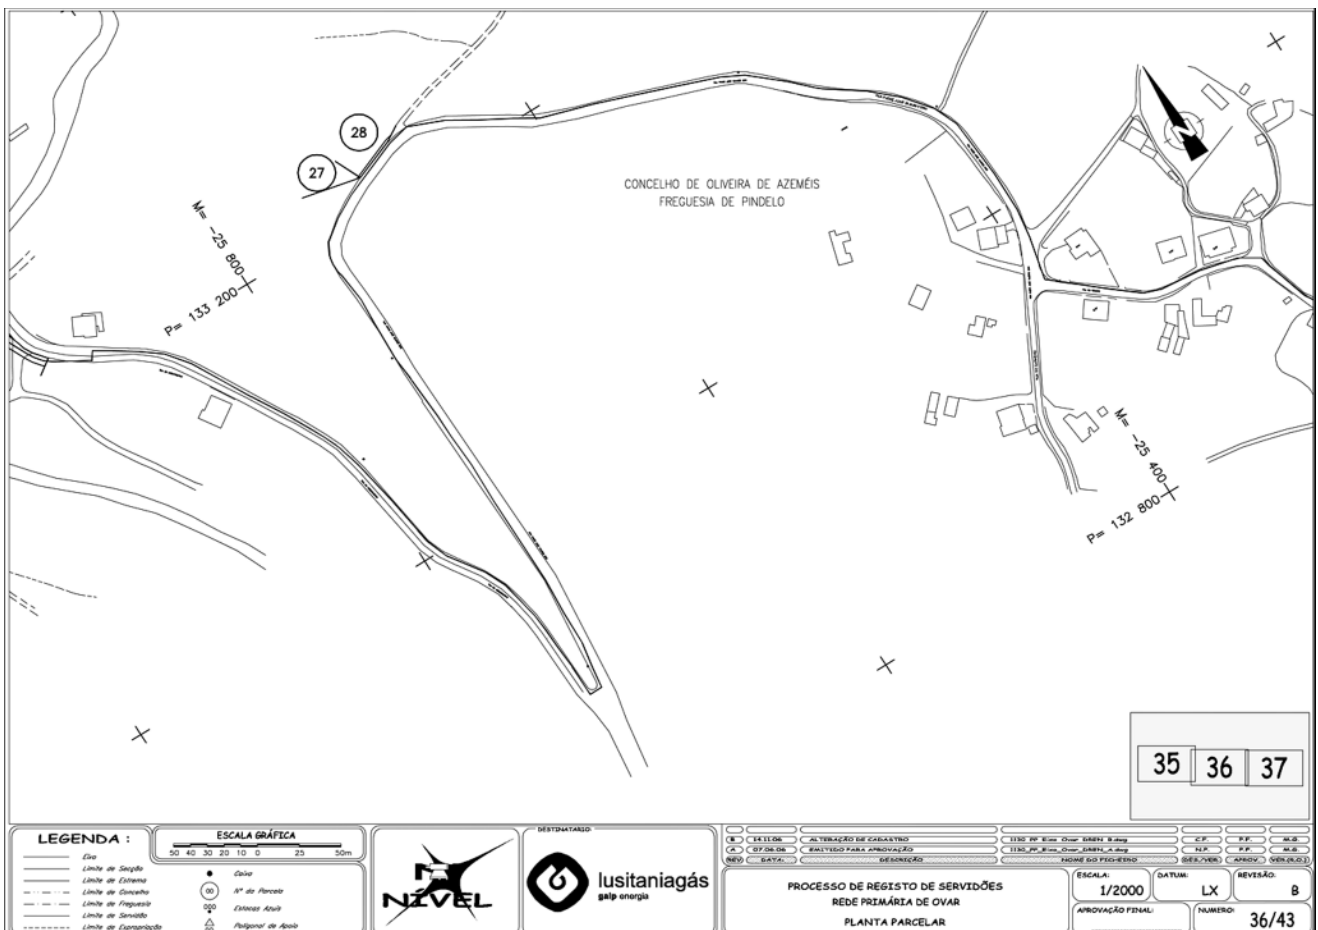 28
27
CONCELHO DE OLIVEIRA DE AZEMÉIS
FREGUESIA DE PINDELO
N
M= -25 800
P= 133 200
M= -25 400
P= 132 800
35
36
37
LEGENDA :
Eixo
Limite de Secção
Limite de Estrema
Limite de Concelho
Limite de Freguesia
Limite de Servidão
Limite de Expropriação
ESCALA GRÁFICA
50 40 30 20 10 0 25 50m
Caixa
00 Nº da Parcela
000 Estacas Azuis
Poligonal de Apoio
NÍVEL
DESTINATARIO:
lusitaniagás
galp energia
B 14.11.06 ALTERAÇÃO DE CADASTRO C.F. P.F. M.G.
A 07.06.06 EMITIDO PARA APROVAÇÃO N.P. P.F. M.G.
REV DATA: DESCRIÇÃO NOME DO FICHEIRO
PROCESSO DE REGISTO DE SERVIDÕES
REDE PRIMÁRIA DE OVAR
PLANTA PARCELAR
ESCALA:
1/2000
DATUM:
LX
REVISÃO:
B
APROVAÇÃO FINAL:
NUMERO:
36/43